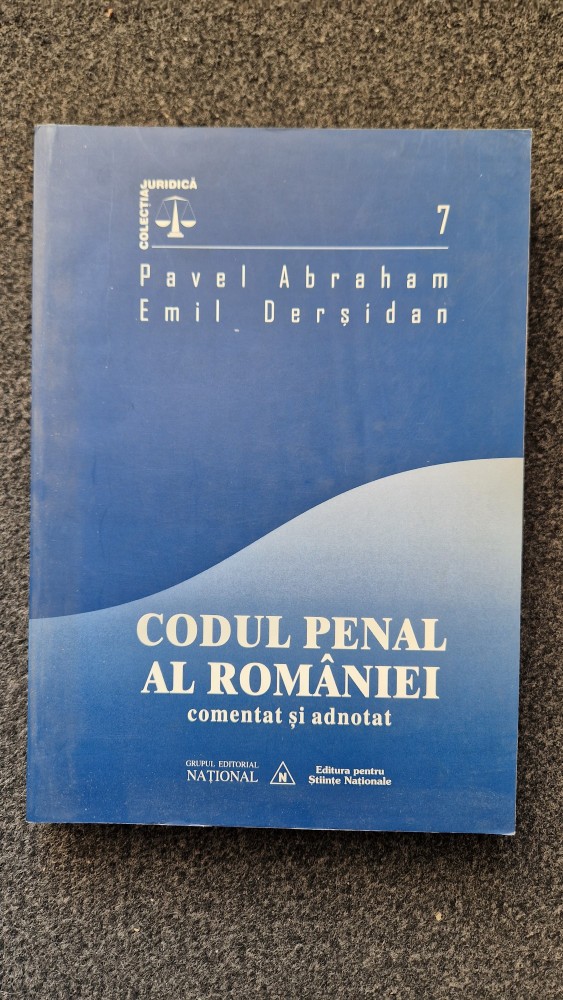 COLECȚIA
JURIDICĂ
7
Pavel Abraham
Emil Derșidan
CODUL PENAL
AL ROMÂNIEI
comentat și adnotat
GRUPUL EDITORIAL
NAȚIONAL
N
Editura pentru
Științe Naționale